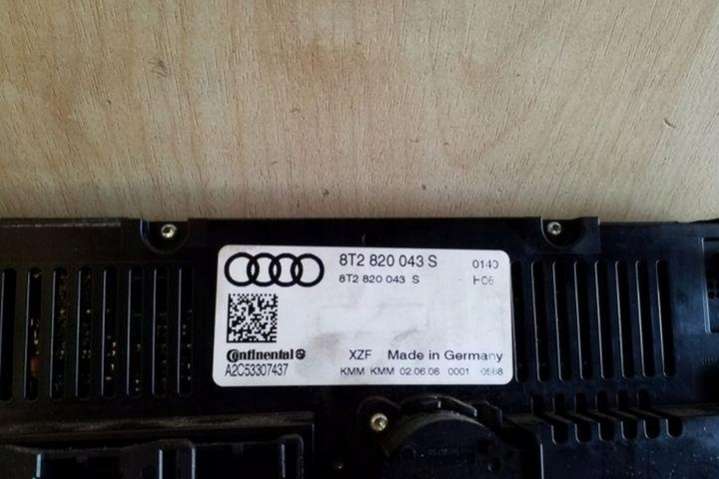 8T2 820 043 S 0140
8T2 820 043 S H06
Continental
A2C53307437
XZF Made in Germany
KMM KMM 02.06.08 0001